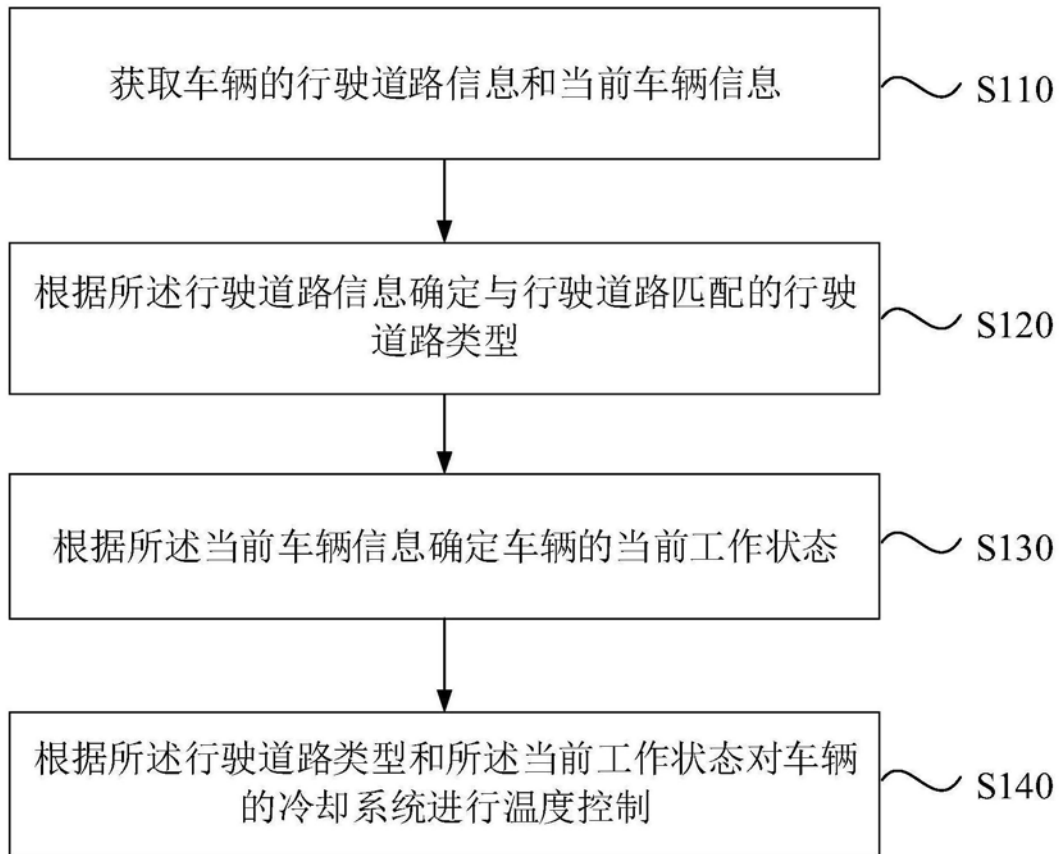 获取车辆的行驶道路信息和当前车辆信息
S110
根据所述行驶道路信息确定与行驶道路匹配的行驶
道路类型
S120
根据所述当前车辆信息确定车辆的当前工作状态
S130
根据所述行驶道路类型和所述当前工作状态对车辆
的冷却系统进行温度控制
S140